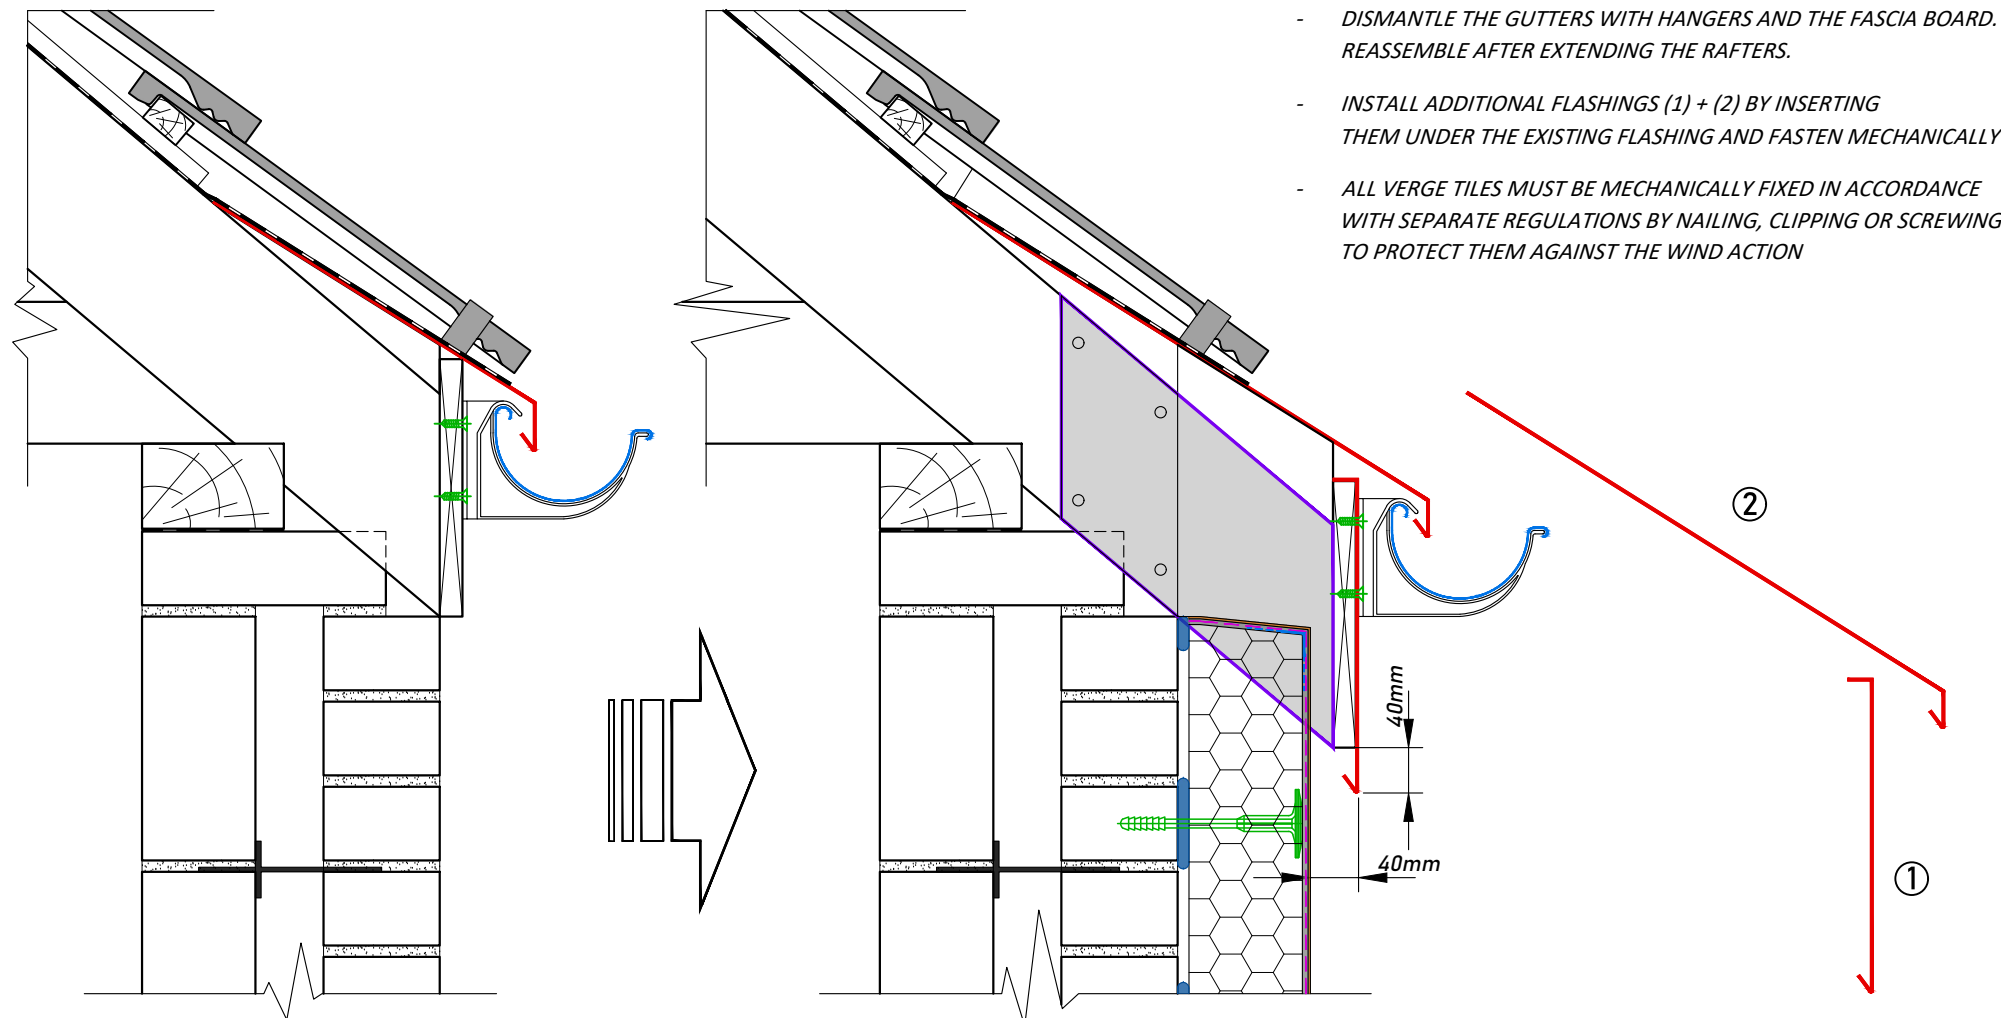 - DISMANTLE THE GUTTERS WITH HANGERS AND THE FASCIA BOARD.
REASSEMBLE AFTER EXTENDING THE RAFTERS.
- INSTALL ADDITIONAL FLASHINGS (1) + (2) BY INSERTING
THEM UNDER THE EXISTING FLASHING AND FASTEN MECHANICALLY
- ALL VERGE TILES MUST BE MECHANICALLY FIXED IN ACCORDANCE
WITH SEPARATE REGULATIONS BY NAILING, CLIPPING OR SCREWING
TO PROTECT THEM AGAINST THE WIND ACTION
2
40mm
40mm
1